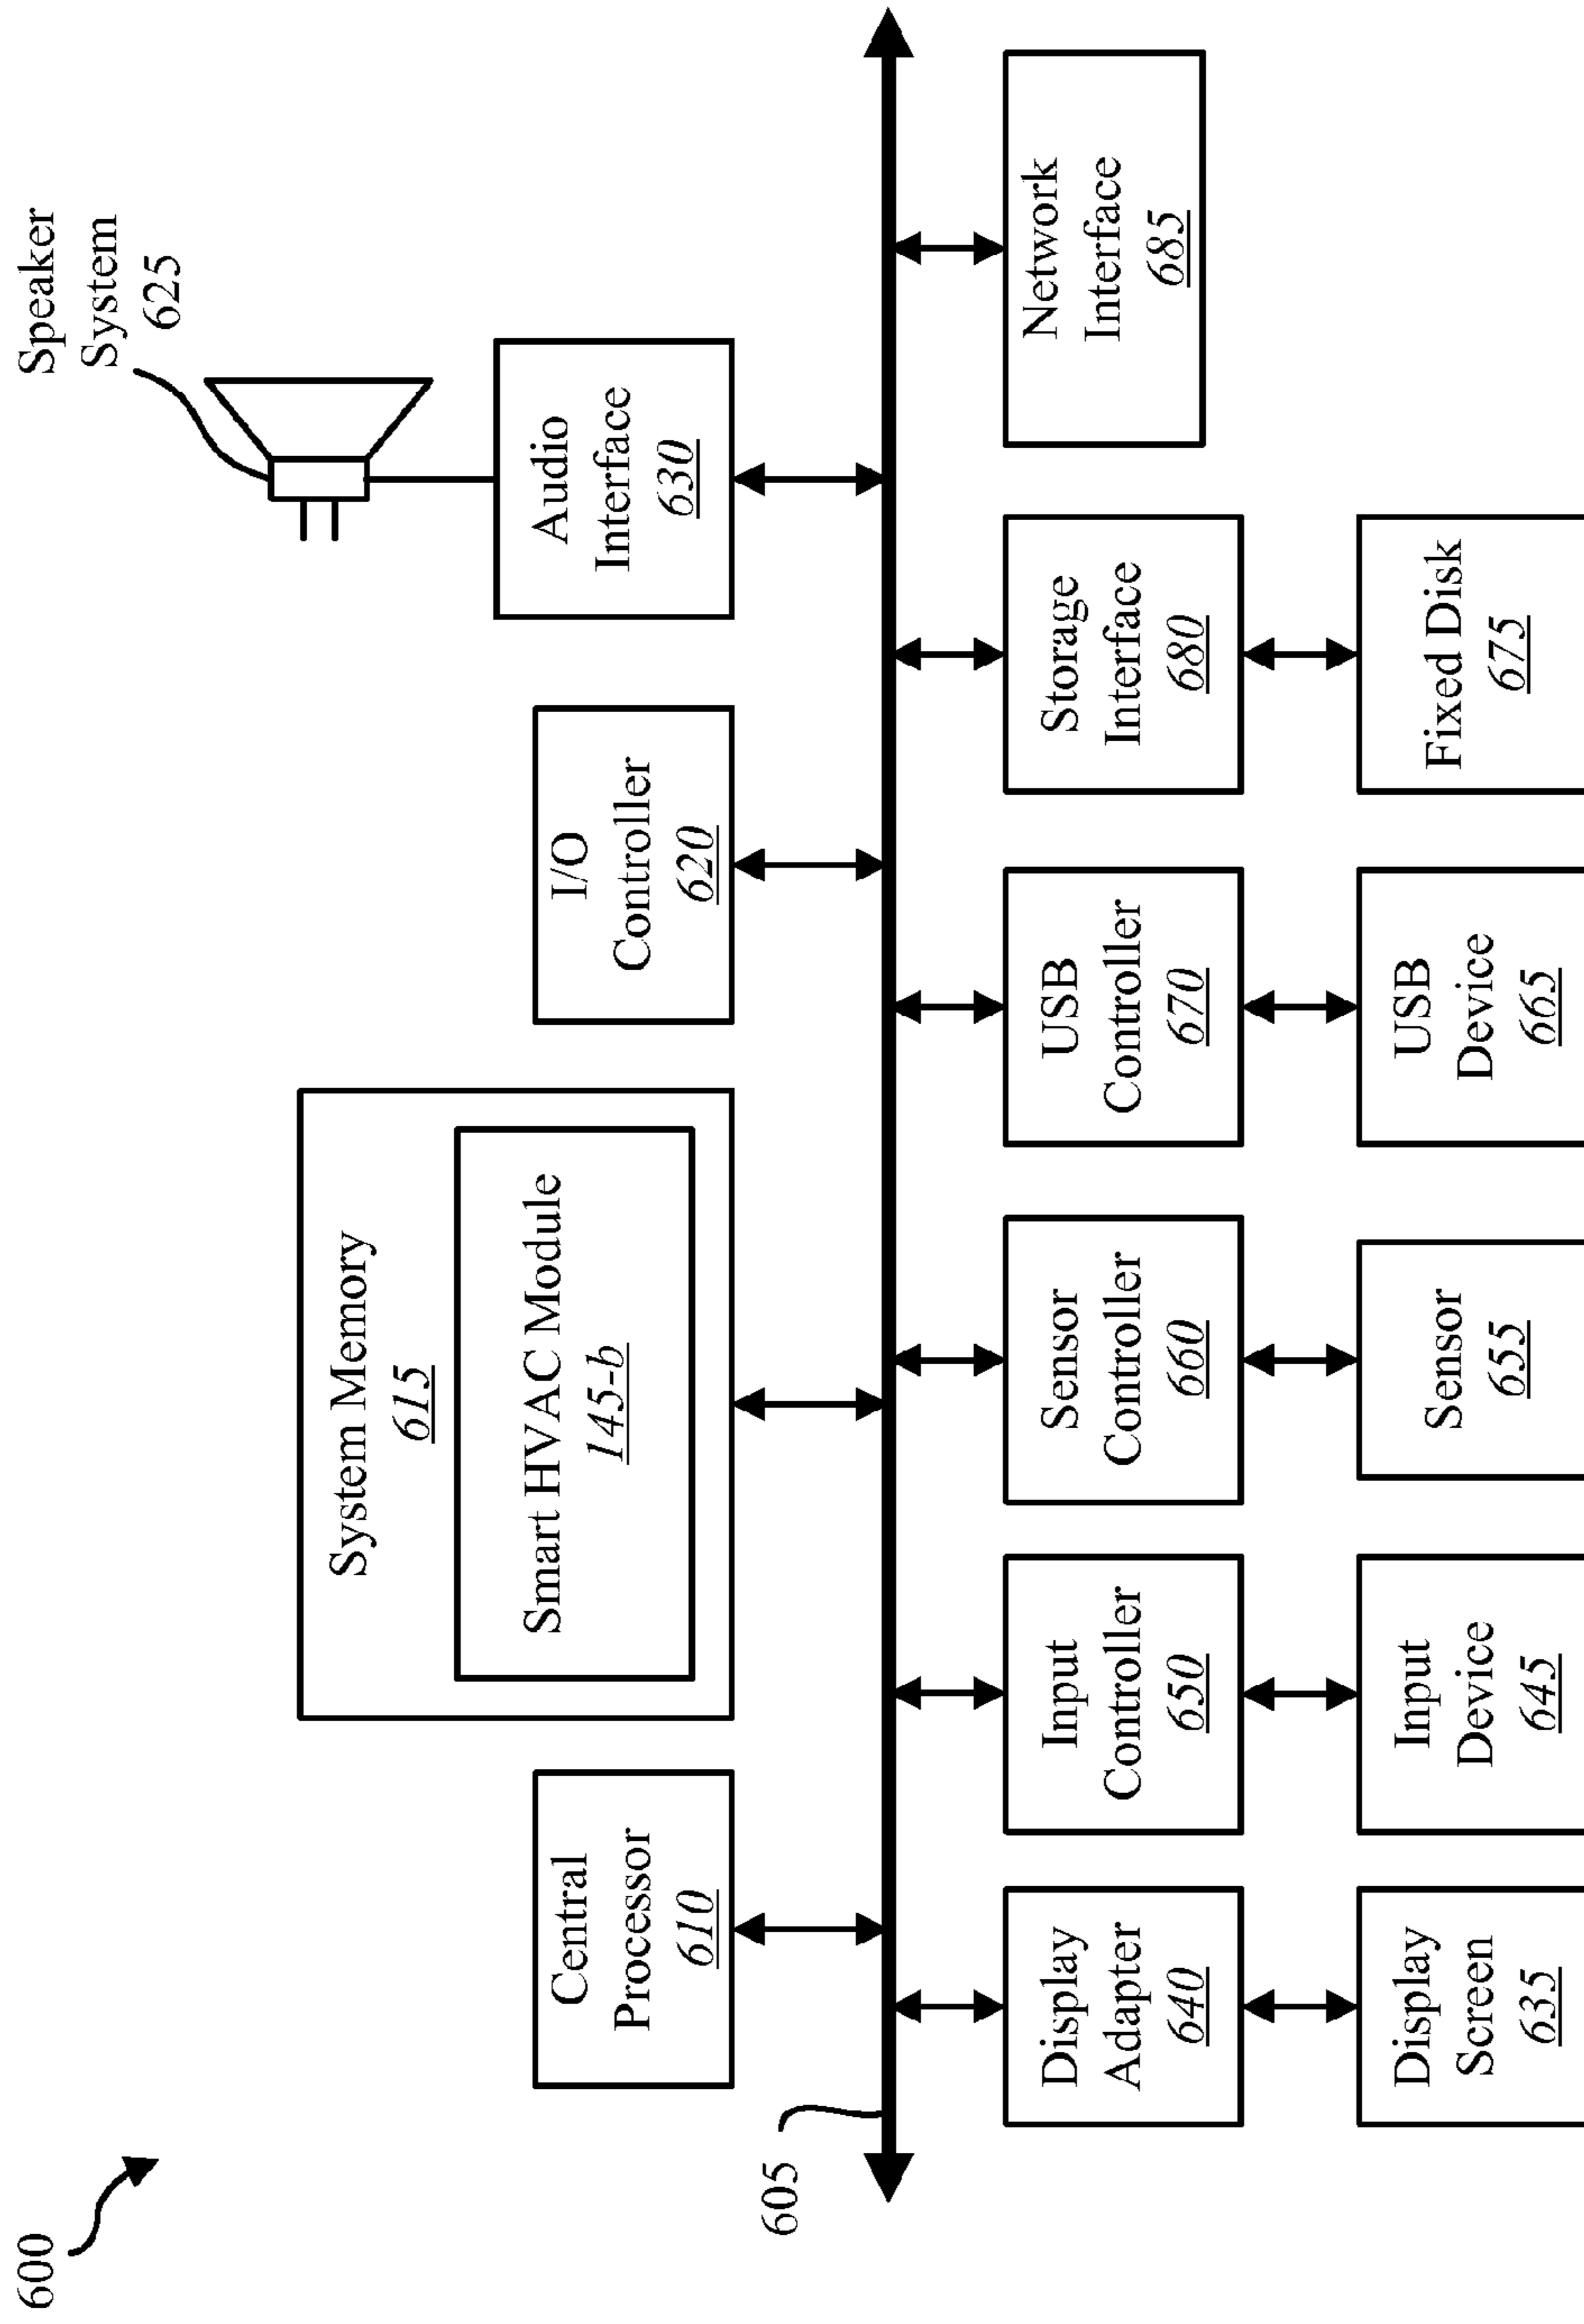 600
Speaker
System
625
System Memory
615
Smart HVAC Module
145-b
Central
Processor
610
I/O
Controller
620
Audio
Interface
630
605
Display
Adapter
640
Input
Controller
650
Sensor
Controller
660
USB
Controller
670
Storage
Interface
680
Network
Interface
685
Display
Screen
635
Input
Device
645
Sensor
655
USB
Device
665
Fixed Disk
675